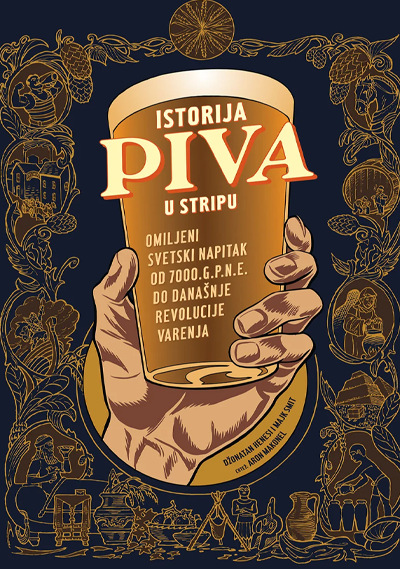 ISTORIJA
PIVA
U STRIPU
OMILJENI
SVETSKI NAPITAK
OD 7000.G.P.N.E.
DO DANAŠNJE
REVOLUCIJE
VARENJA
DŽONATAN HENESI I MAJK SMIT
CRTEŽ: ARON MAKONEL